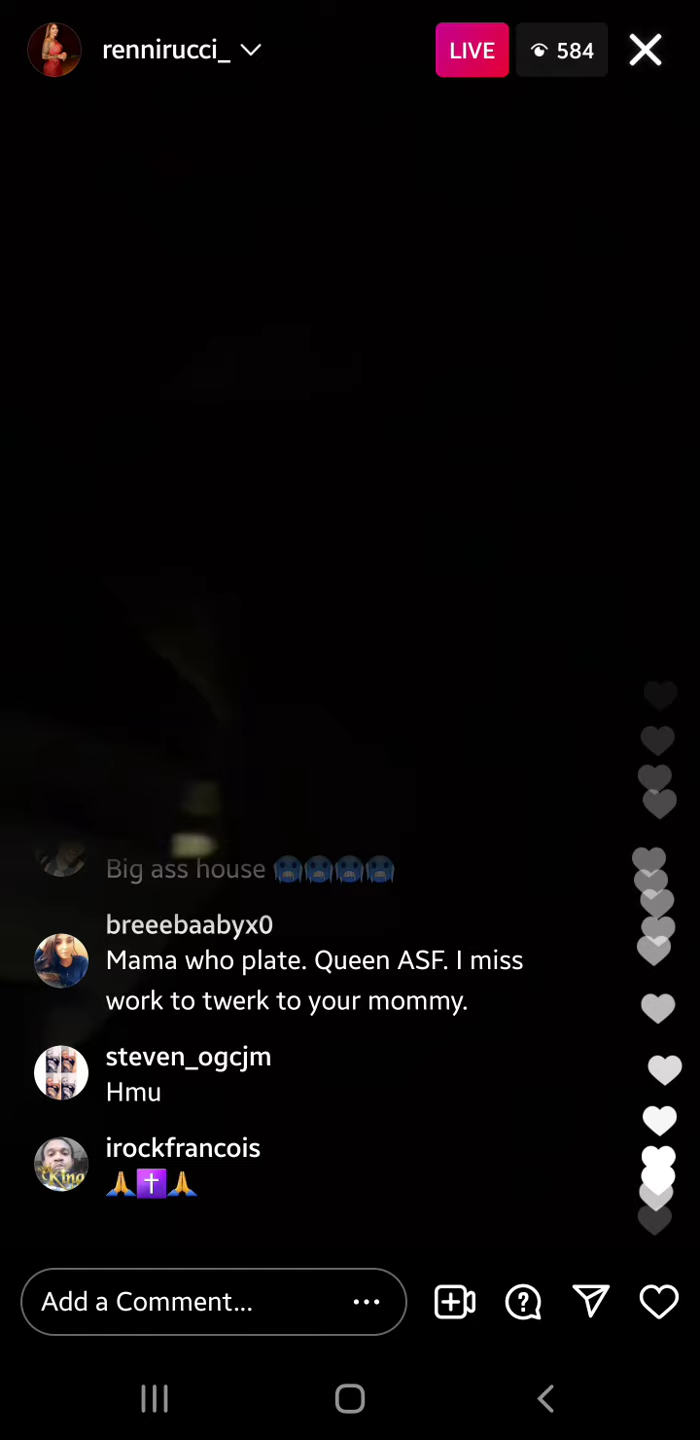 rennirucci_
LIVE
584
Big ass house 🥶🥶🥶🥶
breeebaabyx0
Mama who plate. Queen ASF. I miss
work to twerk to your mommy.
steven_ogcjm
Hmu
irockfrancois
🙏✝️🙏
King
Add a Comment...